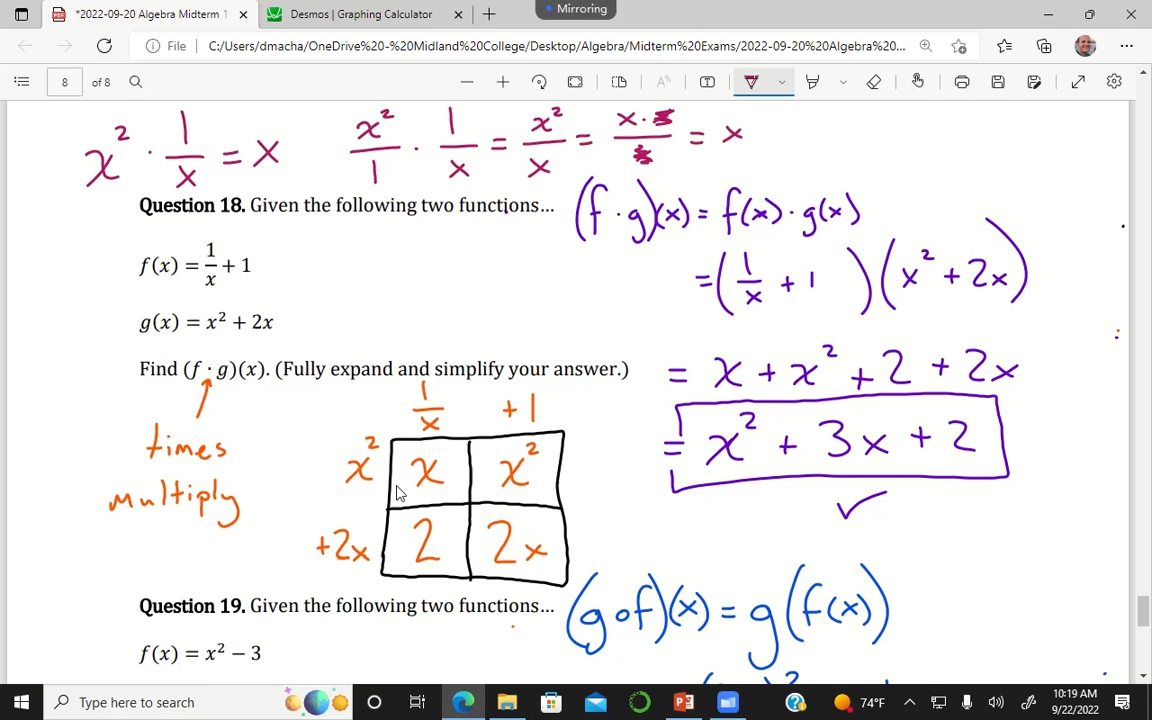 Mirroring
*2022-09-20 Algebra Midterm
Desmos | Graphing Calculator
File C:/Users/dmacha/OneDrive%20-%20Midland%20College/Desktop/Algebra/Midterm%20Exams/2022-09-20%20Algebra%20...
8 of 8
x² · 1/x = x
x²/1 · 1/x = x²/x = x · x/x = x
Question 18. Given the following two functions...
(f · g)(x) = f(x) · g(x)
f(x) = 1/x + 1
= (1/x + 1) (x² + 2x)
g(x) = x² + 2x
Find (f · g)(x). (Fully expand and simplify your answer.)
= x + x² + 2 + 2x
= x² + 3x + 2
times
multiply
1/x +1
x² x x²
+2x 2 2x
Question 19. Given the following two functions...
(g o f)(x) = g(f(x))
f(x) = x² − 3
Type here to search
74°F
10:19 AM
9/22/2022